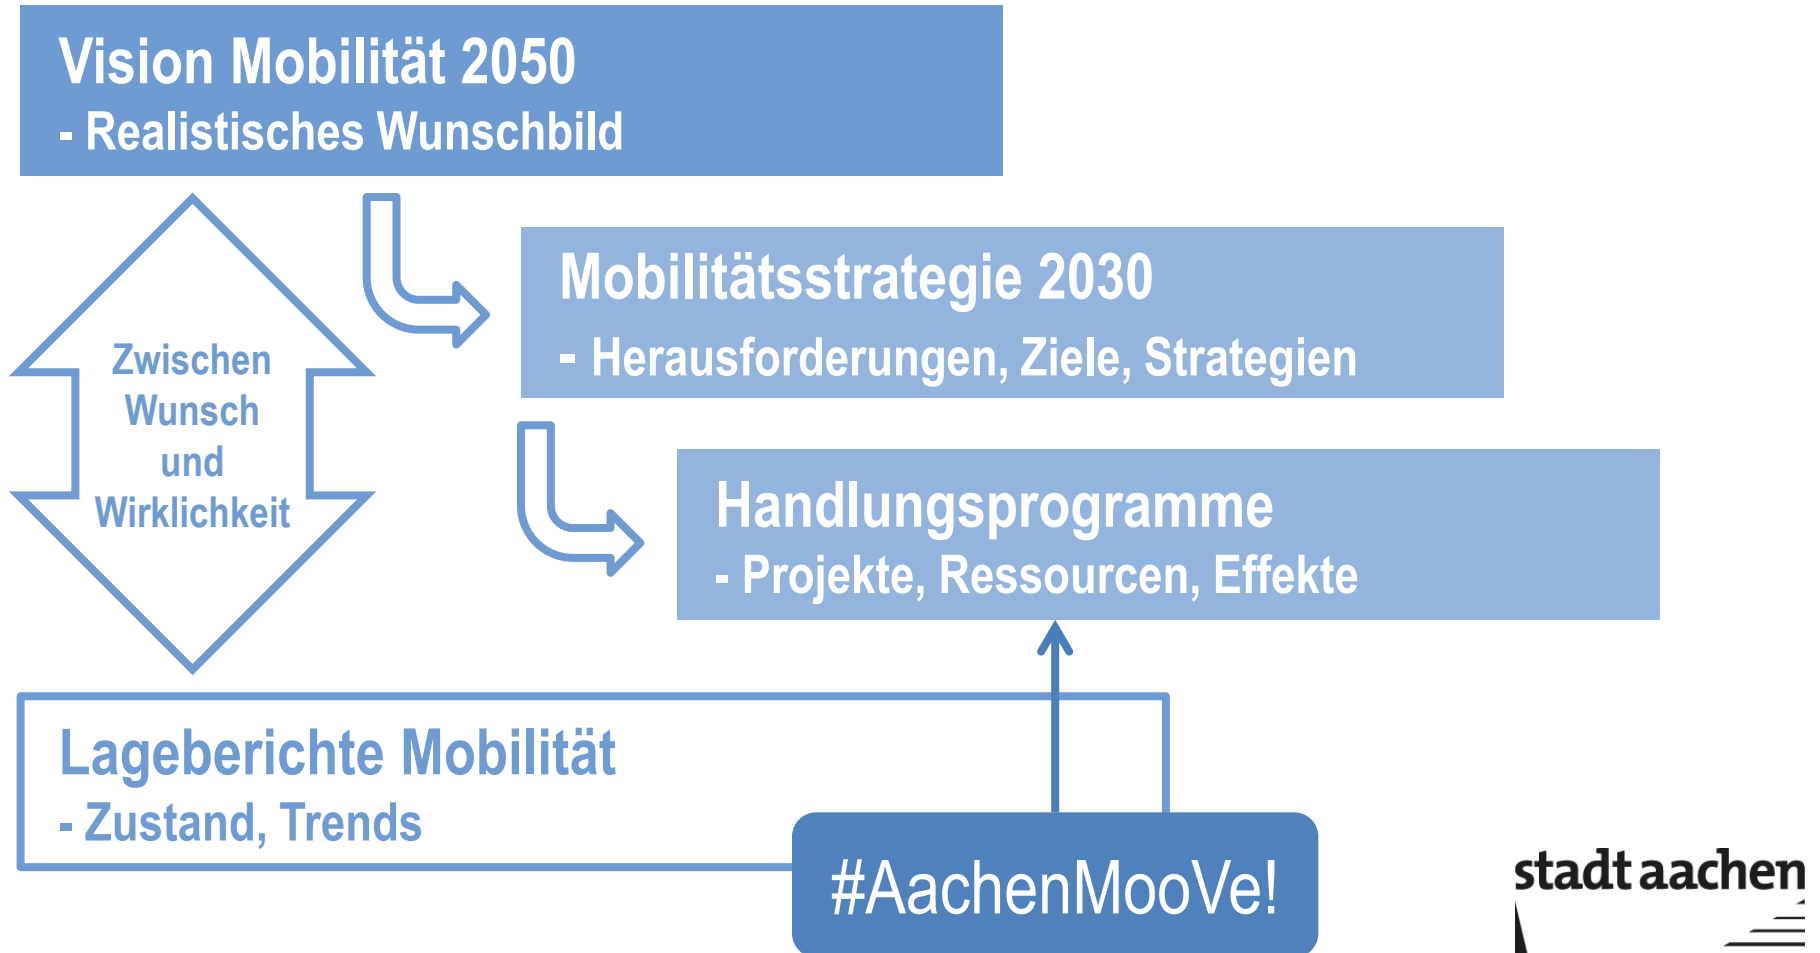 Vision Mobilität 2050
- Realistisches Wunschbild
Mobilitätsstrategie 2030
- Herausforderungen, Ziele, Strategien
Zwischen
Wunsch
und
Wirklichkeit
Handlungsprogramme
- Projekte, Ressourcen, Effekte
Lageberichte Mobilität
- Zustand, Trends
#AachenMooVe!
stadt aachen